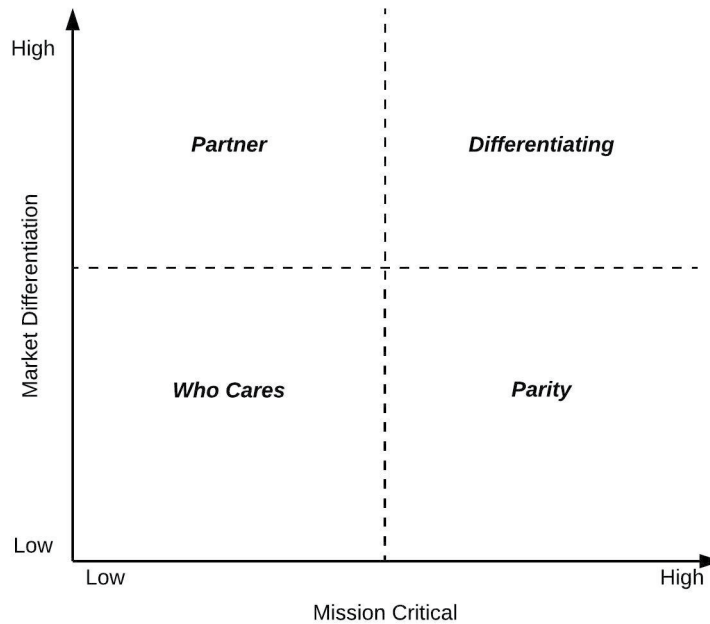 High
Partner
Differentiating
Market Differentiation
Who Cares
Parity
Low
Low
High
Mission Critical